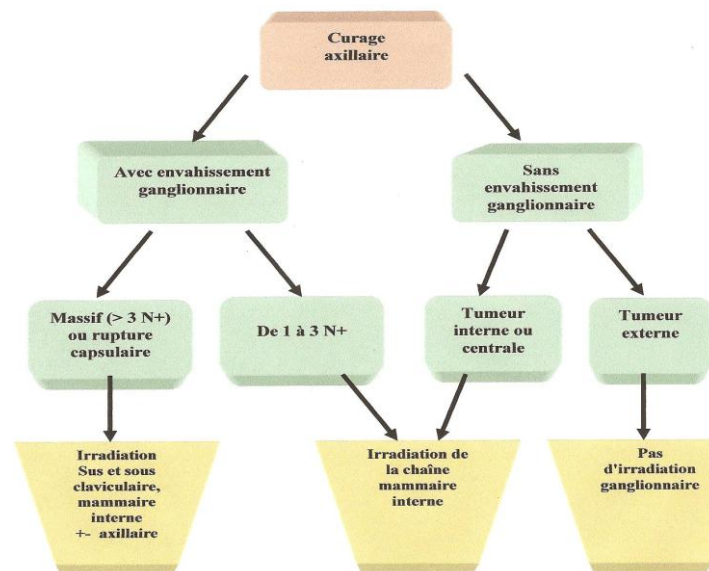 Curage
axillaire
Avec envahissement
ganglionnaire
Sans
envahissement
ganglionnaire
Massif (> 3 N+)
ou rupture
capsulaire
De 1 à 3 N+
Tumeur
interne ou
centrale
Tumeur
externe
Irradiation
Sus et sous
claviculaire,
mammaire
interne
+- axillaire
Irradiation de
la chaîne
mammaire
interne
Pas
d'irradiation
ganglionnaire